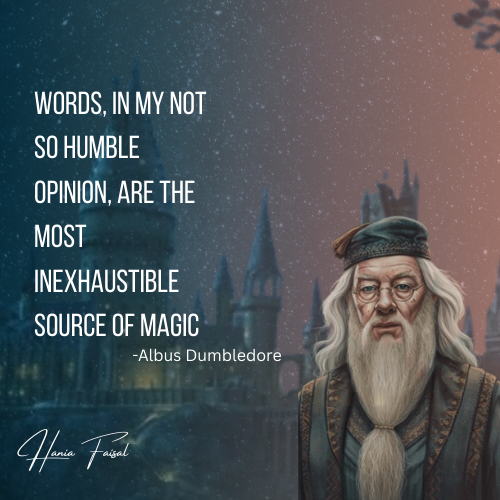 WORDS, IN MY NOT
SO HUMBLE
OPINION, ARE THE
MOST
INEXHAUSTIBLE
SOURCE OF MAGIC
-Albus Dumbledore
Hania Faisal